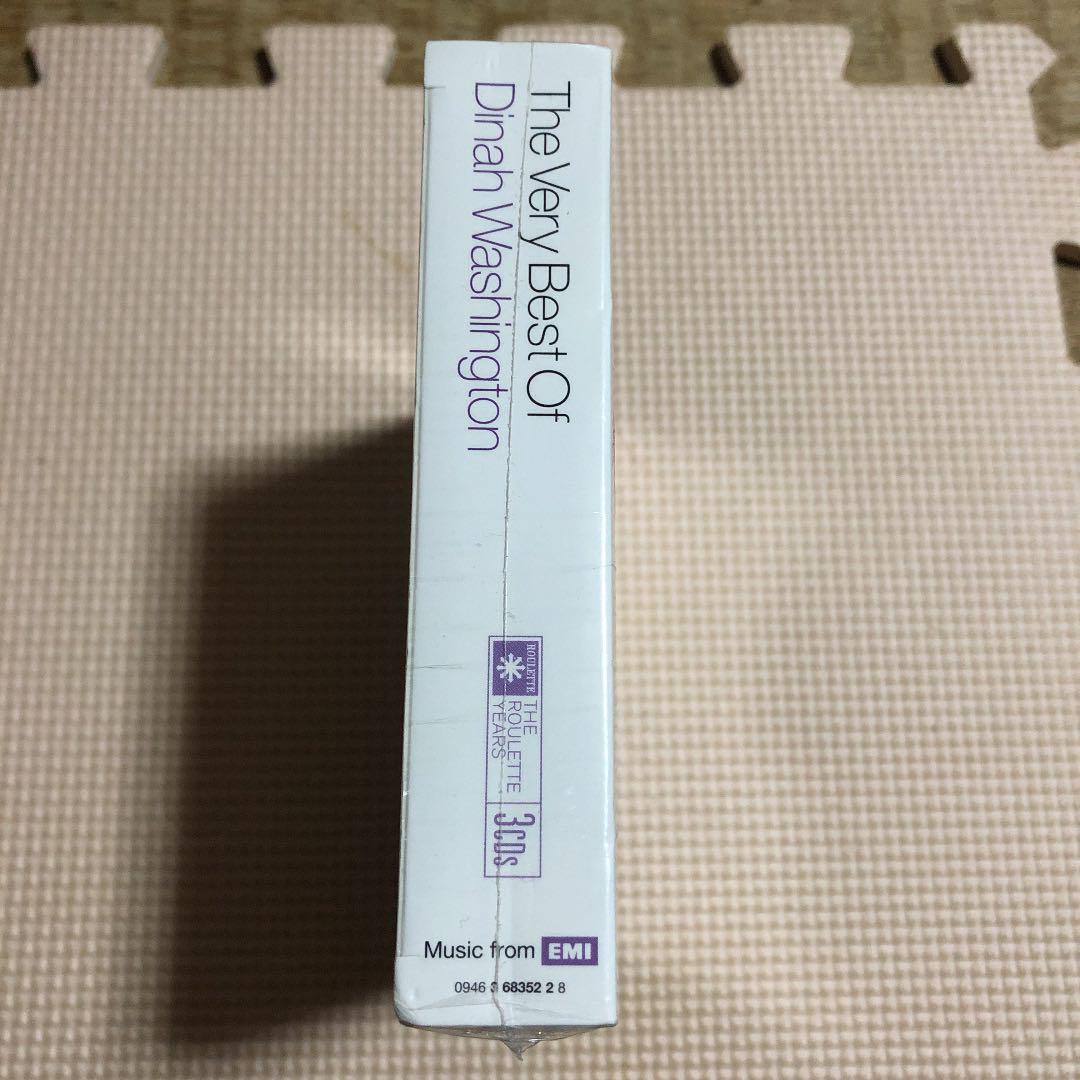 The Very Best Of
Dinah Washington
ROULETTE
THE
ROULETTE
YEARS
3CDs
Music from EMI
0946 3 68352 2 8